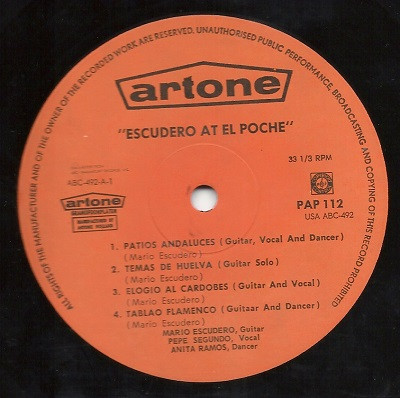 ALL RIGHTS OF THE MANUFACTURER AND OF THE OWNER OF THE RECORDED WORK ARE RESERVED. UNAUTHORISED PUBLIC PERFORMANCE, BROADCASTING AND COPYING OF THIS RECORD PROHIBITED
artone
"ESCUDERO AT EL POCHE"
33 1/3 RPM
ABC-492-A-1
artone
PAP 112
USA ABC-492
1. PATIOS ANDALUCES (Guitar, Vocal And Dancer)
(Mario Escudero)
2. TEMAS DE HUELVA (Guitar Solo)
(Mario Escudero)
3. ELOGIO AL CARDOBES (Guitar And Vocal)
(Mario Escudero)
4. TABLAO FLAMENCO (Guitaar And Dancer)
(Mario Escudero)
MARIO ESCUDERO, Guitar
PEPE SEGUNDO, Vocal
ANITA RAMOS, Dancer